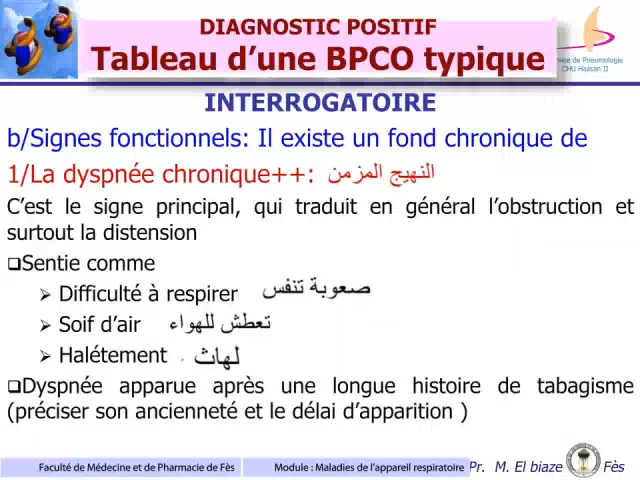 DIAGNOSTIC POSITIF
Tableau d’une BPCO typique
vice de Pneumologie
CHU Hassan II
INTERROGATOIRE
b/Signes fonctionnels: Il existe un fond chronique de
1/La dyspnée chronique++: النهيج المزمن
C’est le signe principal, qui traduit en général l’obstruction et
surtout la distension
❑Sentie comme
➢ Difficulté à respirer صعوبة تنفس
➢ Soif d’air تعطش للهواء
➢ Halétement لهاث
❑Dyspnée apparue après une longue histoire de tabagisme
(préciser son ancienneté et le délai d’apparition )
Faculté de Médecine et de Pharmacie de Fès Module : Maladies de l’appareil respiratoire Pr. M. El biaze Fès